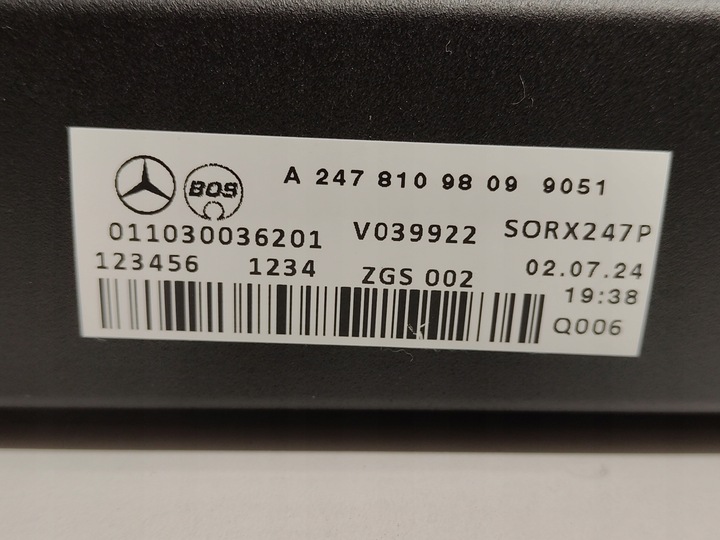 BOS A 247 810 98 09 9051
011030036201 V039922 SORX247P
123456 1234 ZGS 002 02.07.24
19:38
Q006